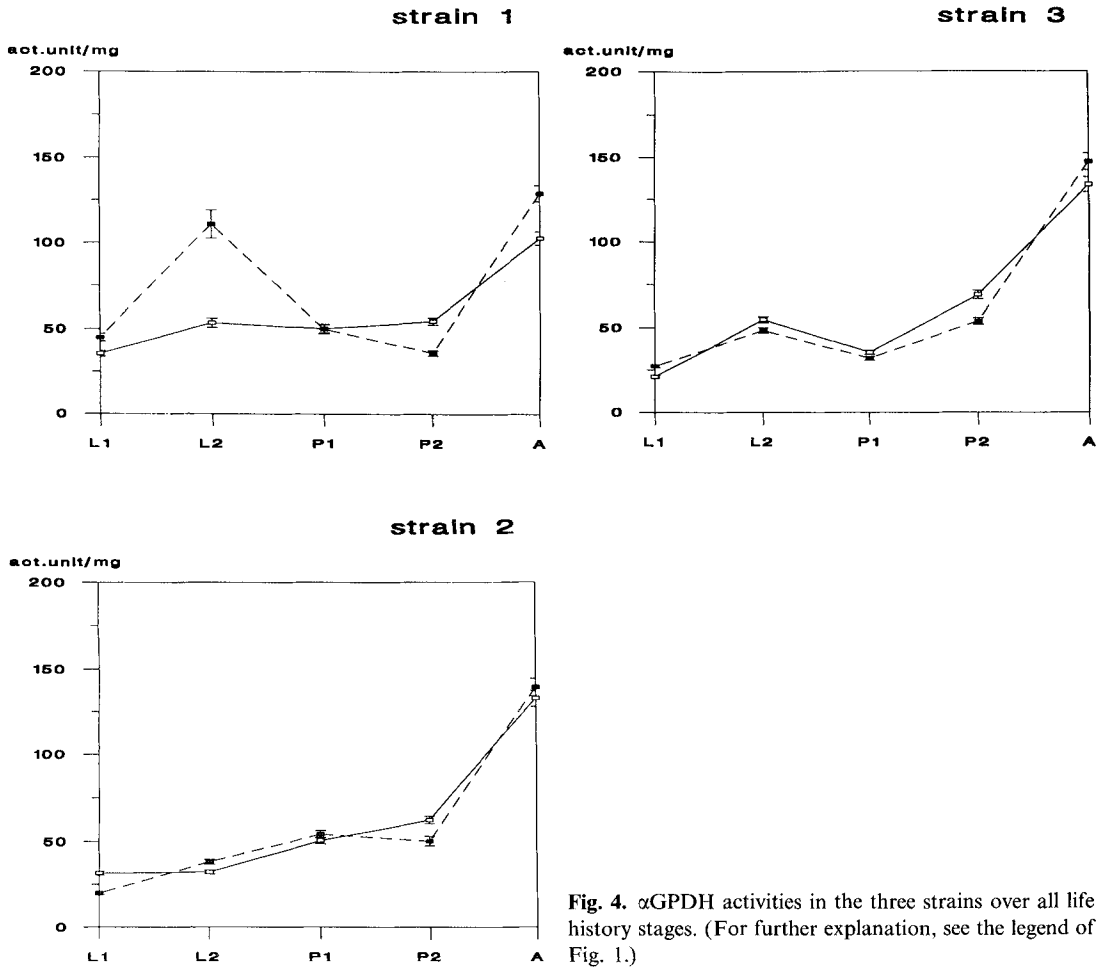 strain 1
act.unit/mg
200
150
100
50
0
L1 L2 P1 P2 A
strain 3
act.unit/mg
200
150
100
50
0
L1 L2 P1 P2 A
strain 2
act.unit/mg
200
150
100
50
0
L1 L2 P1 P2 A
Fig. 4. αGPDH activities in the three strains over all life
history stages. (For further explanation, see the legend of
Fig. 1.)